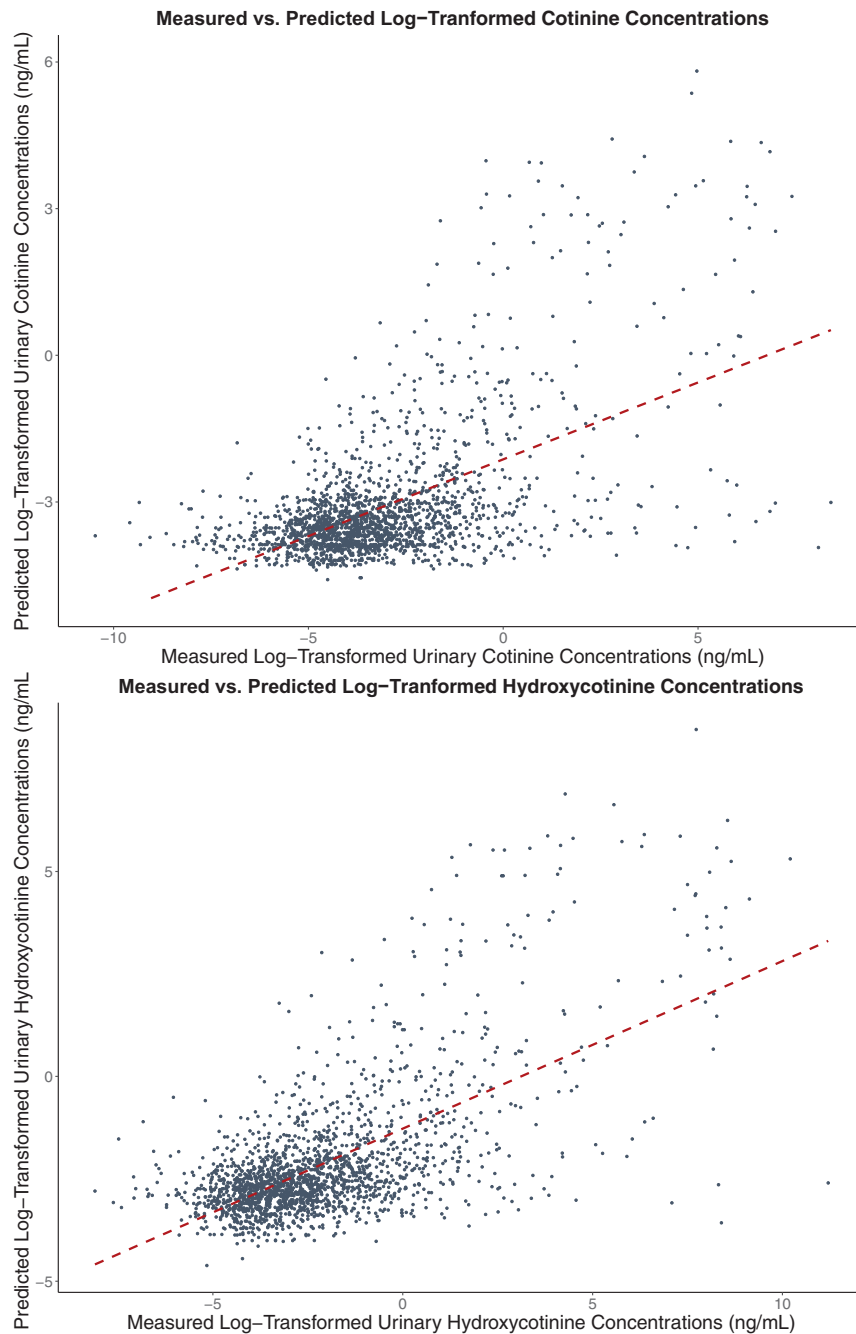 Measured vs. Predicted Log−Tranformed Cotinine Concentrations
Predicted Log−Transformed Urinary Cotinine Concentrations (ng/mL)
6
3
0
−3
−10
−5
0
5
Measured Log−Transformed Urinary Cotinine Concentrations (ng/mL)
Measured vs. Predicted Log−Tranformed Hydroxycotinine Concentrations
Predicted Log−Transformed Urinary Hydroxycotinine Concentrations (ng/mL
5
0
−5
−5
0
5
10
Measured Log−Transformed Urinary Hydroxycotinine Concentrations (ng/mL)